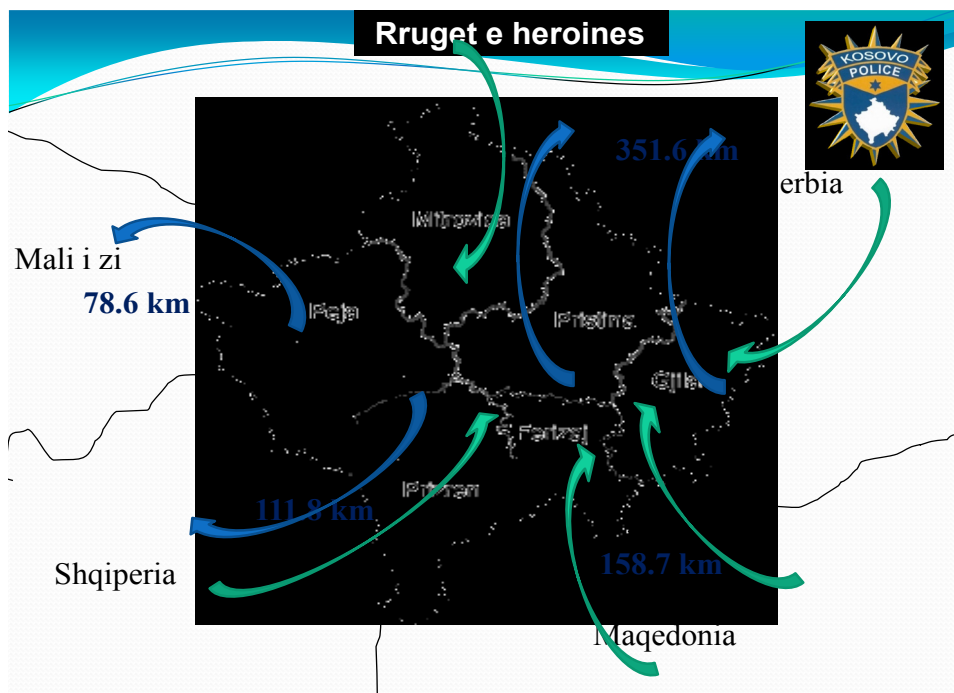 Rruget e heroines
KOSOVO
POLICE
351.6 km
erbia
Mitrovica
Mali i zi
78.6 km
Peja
Pristina
Gjilan
Ferizaj
Prizren
111.8 km
158.7 km
Shqiperia
Maqedonia